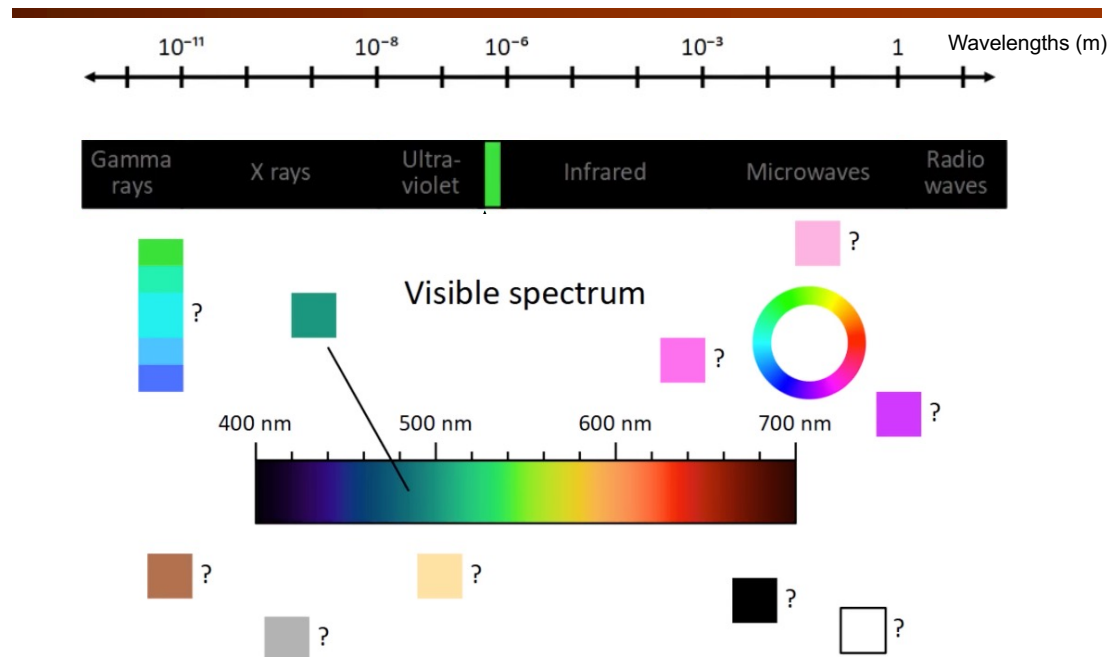 10⁻¹¹ 10⁻⁸ 10⁻⁶ 10⁻³ 1 Wavelengths (m)
Gamma rays
X rays
Ultra-
violet
Infrared
Microwaves
Radio
waves
?
?
Visible spectrum
?
?
400 nm 500 nm 600 nm 700 nm
?
?
?
?
?
?